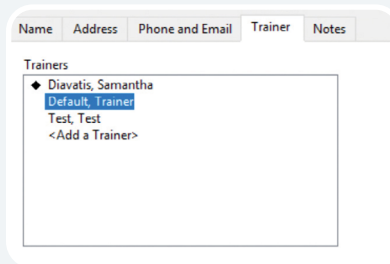 Name Address Phone and Email Trainer Notes
Trainers
◆ Diavatis, Samantha
Default, Trainer
Test, Test
<Add a Trainer>